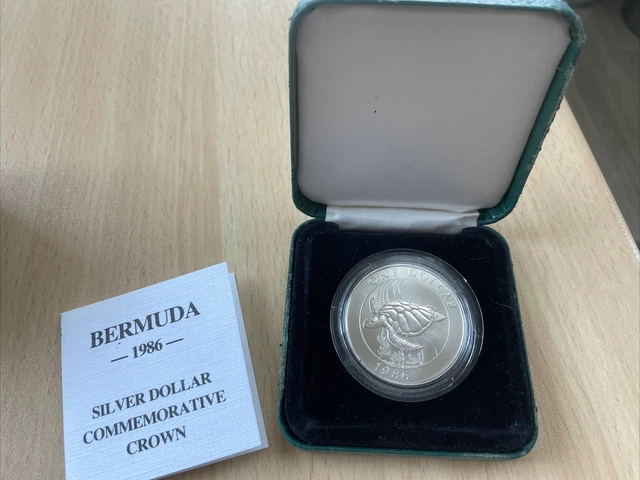 BERMUDA
— 1986 —
SILVER DOLLAR
COMMEMORATIVE
CROWN
ONE DOLLAR
1986